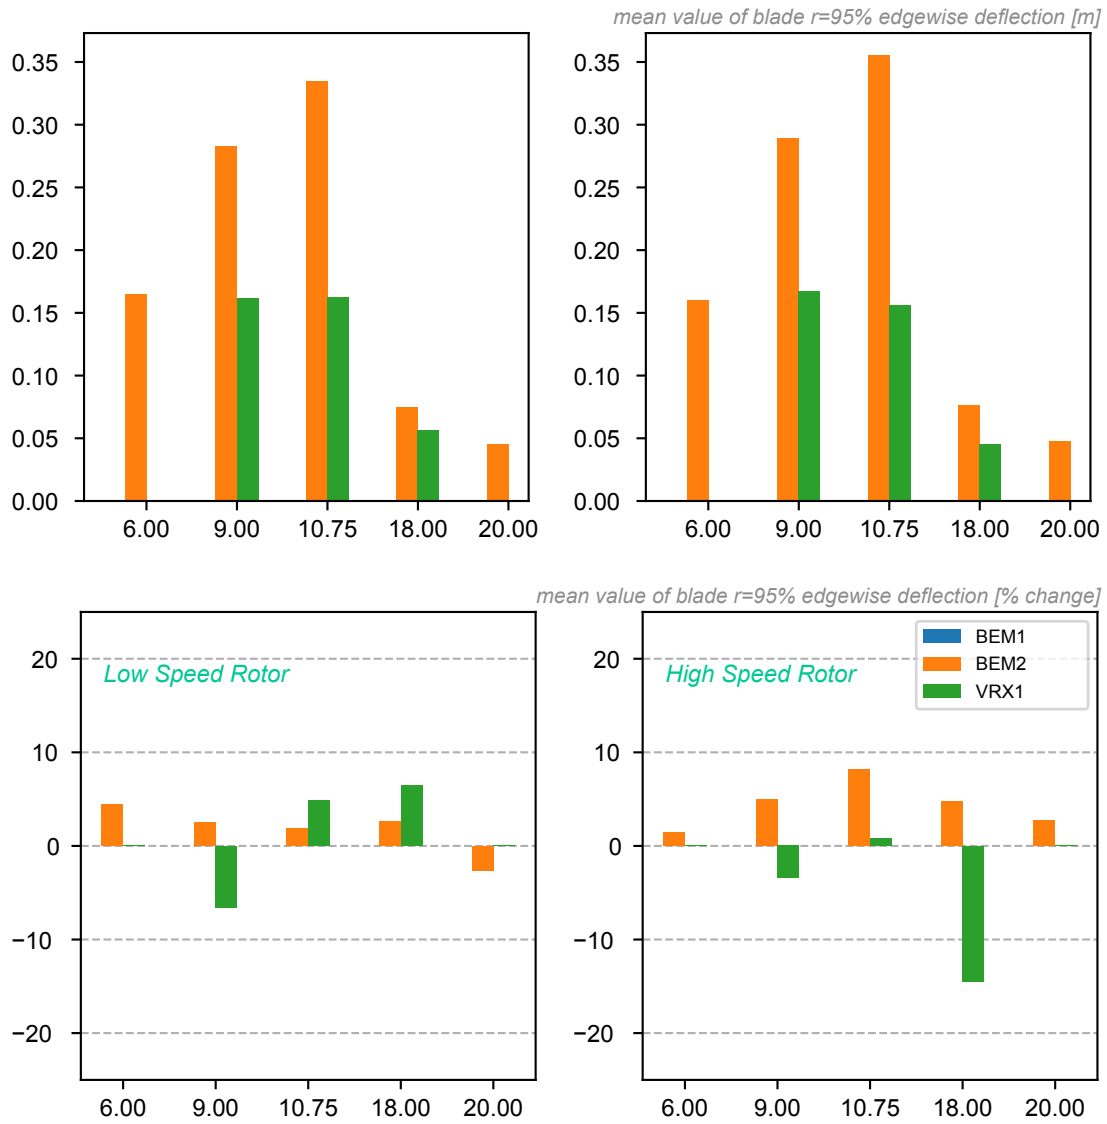 mean value of blade r=95% edgewise deflection [m]
0.35
0.30
0.25
0.20
0.15
0.10
0.05
0.00
6.00 9.00 10.75 18.00 20.00
0.35
0.30
0.25
0.20
0.15
0.10
0.05
0.00
6.00 9.00 10.75 18.00 20.00
mean value of blade r=95% edgewise deflection [% change]
Low Speed Rotor
20
10
0
−10
−20
6.00 9.00 10.75 18.00 20.00
High Speed Rotor
BEM1
BEM2
VRX1
20
10
0
−10
−20
6.00 9.00 10.75 18.00 20.00